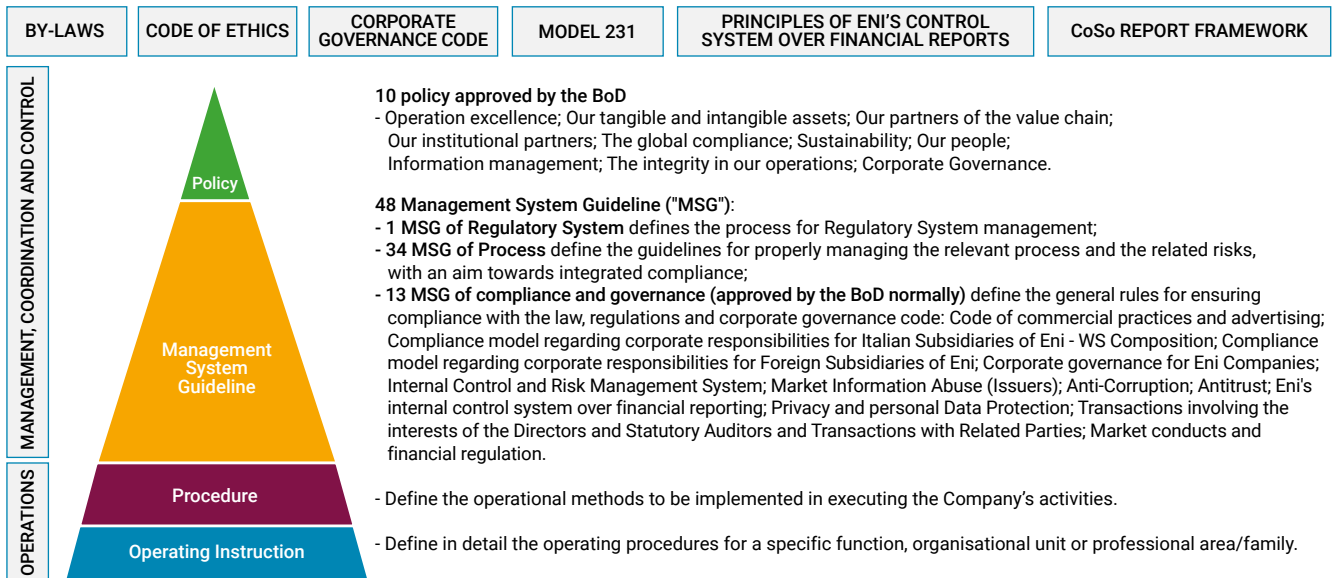 BY-LAWS
CODE OF ETHICS
CORPORATE
GOVERNANCE CODE
MODEL 231
PRINCIPLES OF ENI'S CONTROL
SYSTEM OVER FINANCIAL REPORTS
CoSo REPORT FRAMEWORK
MANAGEMENT, COORDINATION AND CONTROL
Policy
10 policy approved by the BoD
- Operation excellence; Our tangible and intangible assets; Our partners of the value chain;
Our institutional partners; The global compliance; Sustainability; Our people;
Information management; The integrity in our operations; Corporate Governance.
Management
System
Guideline
48 Management System Guideline ("MSG"):
- 1 MSG of Regulatory System defines the process for Regulatory System management;
- 34 MSG of Process define the guidelines for properly managing the relevant process and the related risks,
with an aim towards integrated compliance;
- 13 MSG of compliance and governance (approved by the BoD normally) define the general rules for ensuring
compliance with the law, regulations and corporate governance code: Code of commercial practices and advertising;
Compliance model regarding corporate responsibilities for Italian Subsidiaries of Eni - WS Composition; Compliance
model regarding corporate responsibilities for Foreign Subsidiaries of Eni; Corporate governance for Eni Companies;
Internal Control and Risk Management System; Market Information Abuse (Issuers); Anti-Corruption; Antitrust; Eni's
internal control system over financial reporting; Privacy and personal Data Protection; Transactions involving the
interests of the Directors and Statutory Auditors and Transactions with Related Parties; Market conducts and
financial regulation.
OPERATIONS
Procedure
- Define the operational methods to be implemented in executing the Company's activities.
Operating Instruction
- Define in detail the operating procedures for a specific function, organisational unit or professional area/family.